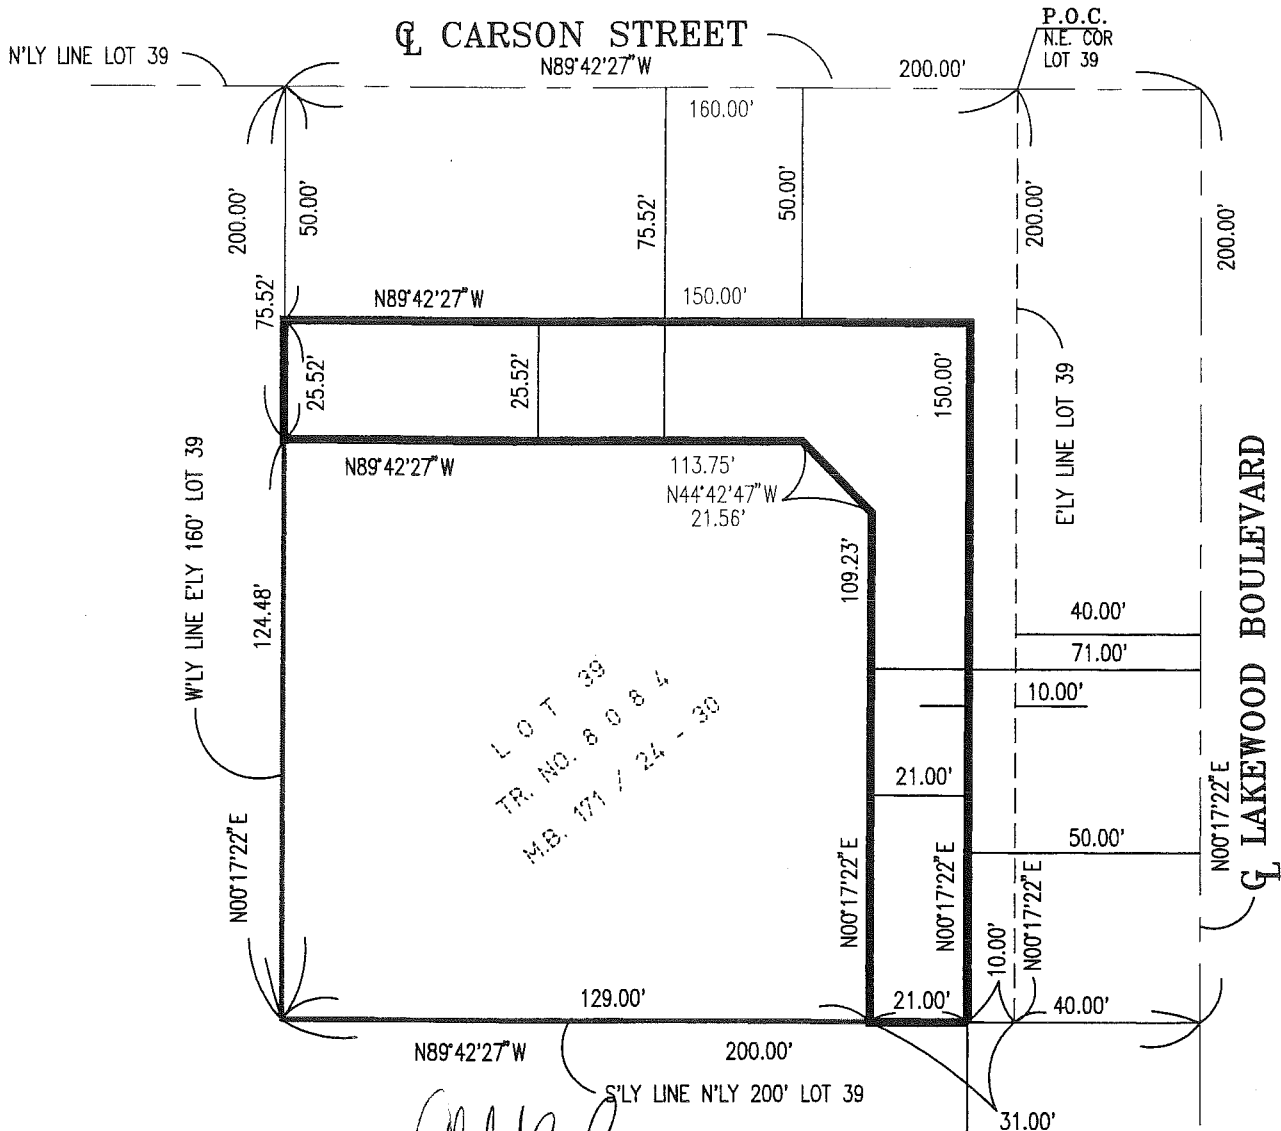 N'LY LINE LOT 39
℄ CARSON STREET
N89°42'27"W
200.00'
P.O.C.
N.E. COR
LOT 39
160.00'
200.00'
50.00'
75.52'
50.00'
200.00'
200.00'
75.52'
N89°42'27"W
150.00'
25.52'
25.52'
150.00'
E'LY LINE LOT 39
N89°42'27"W
113.75'
N44°42'47"W
21.56'
W'LY LINE E'LY 160' LOT 39
124.48'
109.23'
40.00'
71.00'
10.00'
℄ LAKEWOOD BOULEVARD
LOT 39
TR. NO. 8084
M.B. 171 / 24 - 30
21.00'
50.00'
N00°17'22"E
N00°17'22"E
N00°17'22"E
N00°17'22"E
N00°17'22"E
10.00'
129.00'
21.00'
40.00'
N89°42'27"W
200.00'
S'LY LINE N'LY 200' LOT 39
31.00'